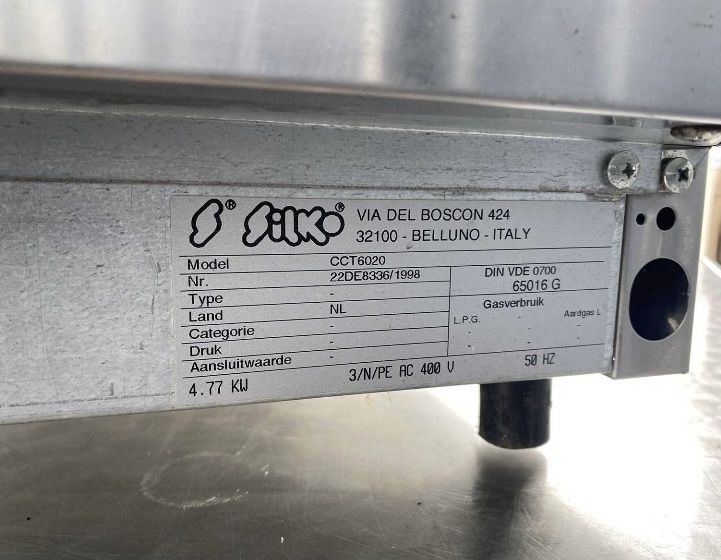 S® Silko®
VIA DEL BOSCON 424
32100 - BELLUNO - ITALY
Model CCT6020
Nr. 22DE8336/1998
DIN VDE 0700
65016 G
Type -
Land NL
Categorie -
Druk -
Aansluitwaarde -
Gasverbruik
L.P.G. - Aardgas L
- - -
- - -
4.77 KW 3/N/PE AC 400 V 50 HZ